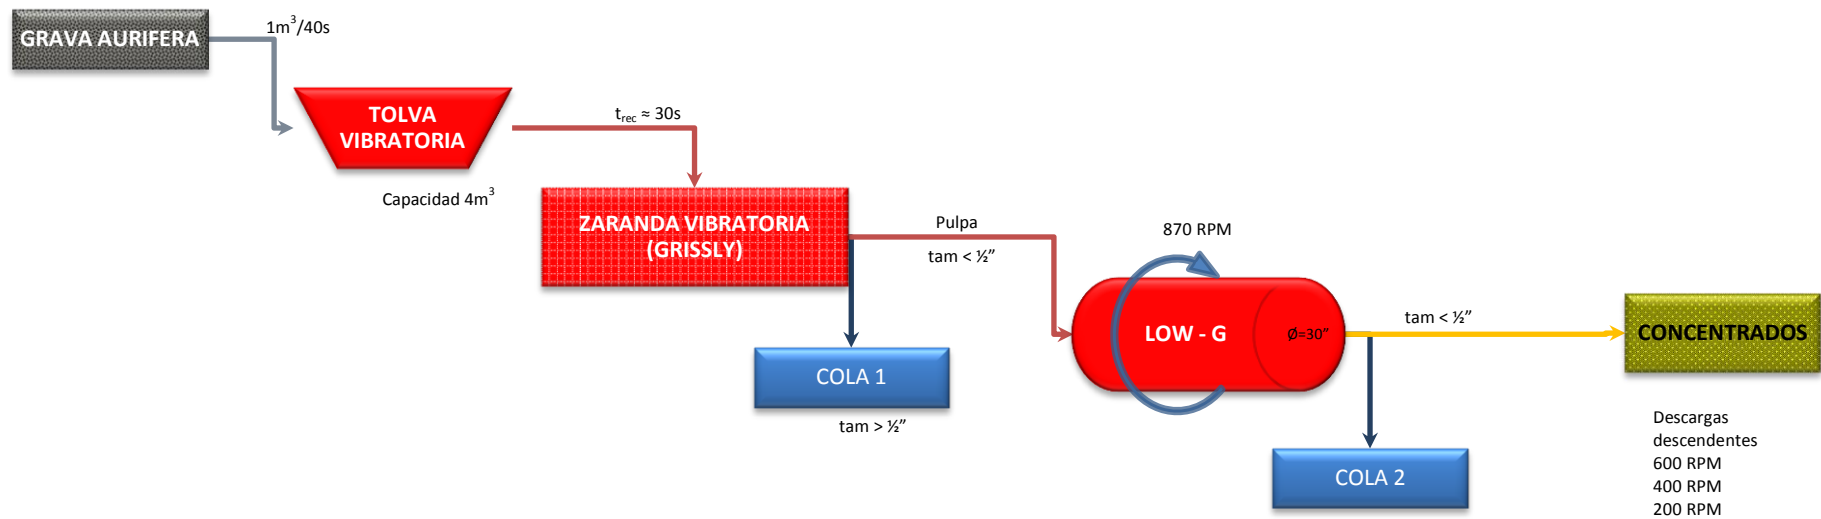 GRAVA AURIFERA
1m³/40s
TOLVA
VIBRATORIA
Capacidad 4m³
t_rec ≈ 30s
ZARANDA VIBRATORIA
(GRISSLY)
Pulpa
tam < ½”
COLA 1
tam > ½”
870 RPM
LOW - G
Ø=30”
tam < ½”
COLA 2
CONCENTRADOS
Descargas
descendentes
600 RPM
400 RPM
200 RPM